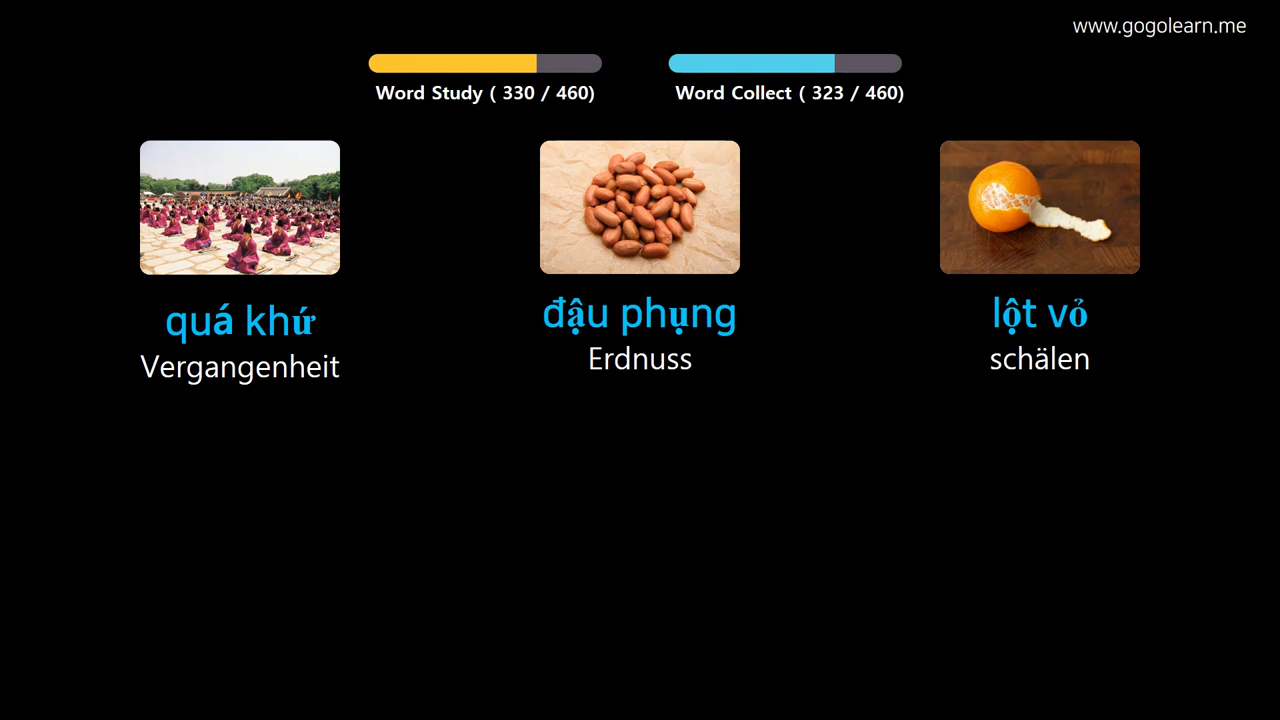 www.gogolearn.me
Word Study ( 330 / 460)
Word Collect ( 323 / 460)
quá khứ
Vergangenheit
đậu phụng
Erdnuss
lột vỏ
schälen